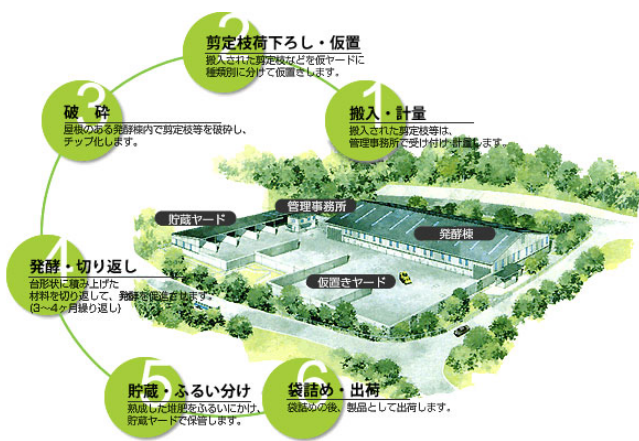 1
搬入・計量
搬入された剪定枝等は、
管理事務所で受け付け 計量します。
2
剪定枝荷下ろし・仮置
搬入された剪定枝などを仮ヤードに
種類別に分けて仮置きします。
3
破　砕
屋根のある発酵棟内で剪定枝等を破砕し、
チップ化します。
4
発酵・切り返し
台形状に積み上げた
材料を切り返して、発酵を促進させます。
(3〜4ヶ月繰り返し)
5
貯蔵・ふるい分け
熟成した堆肥をふるいにかけ、
貯蔵ヤードで保管します。
6
袋詰め・出荷
袋詰めの後、製品として出荷します。
貯蔵ヤード
管理事務所
発酵棟
仮置きヤード